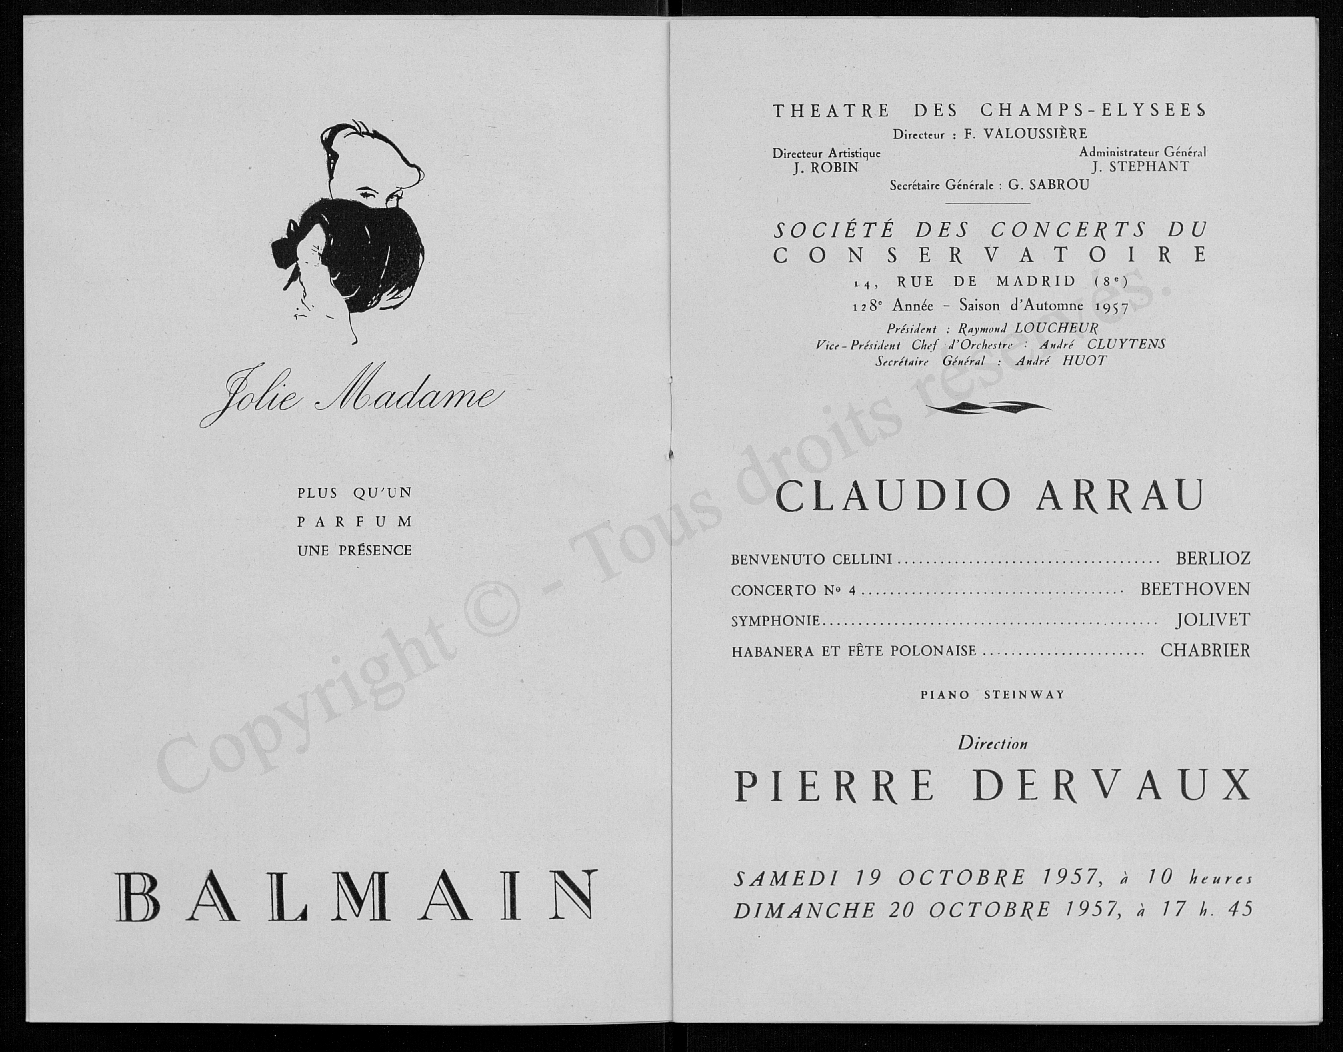 Jolie Madame
PLUS QU'UN
PARFUM
UNE PRÉSENCE
BALMAIN
THEATRE DES CHAMPS-ELYSEES
Directeur : F. VALOUSSIÈRE
Directeur Artistique
J. ROBIN
Administrateur Général
J. STEPHANT
Secrétaire Générale : G. SABROU
SOCIÉTÉ DES CONCERTS DU
CONSERVATOIRE
14, RUE DE MADRID (8e)
128e Année - Saison d'Automne 1957
Président : Raymond LOUCHEUR
Vice-Président Chef d'Orchestre : André CLUYTENS
Secrétaire Général : André HUOT
CLAUDIO ARRAU
BENVENUTO CELLINI ..................................... BERLIOZ
CONCERTO Nº 4 ..................................... BEETHOVEN
SYMPHONIE ............................................... JOLIVET
HABANERA ET FÊTE POLONAISE ....................... CHABRIER
PIANO STEINWAY
Direction
PIERRE DERVAUX
SAMEDI 19 OCTOBRE 1957, à 10 heures
DIMANCHE 20 OCTOBRE 1957, à 17 h. 45
Copyright © - Tous droits réservés.